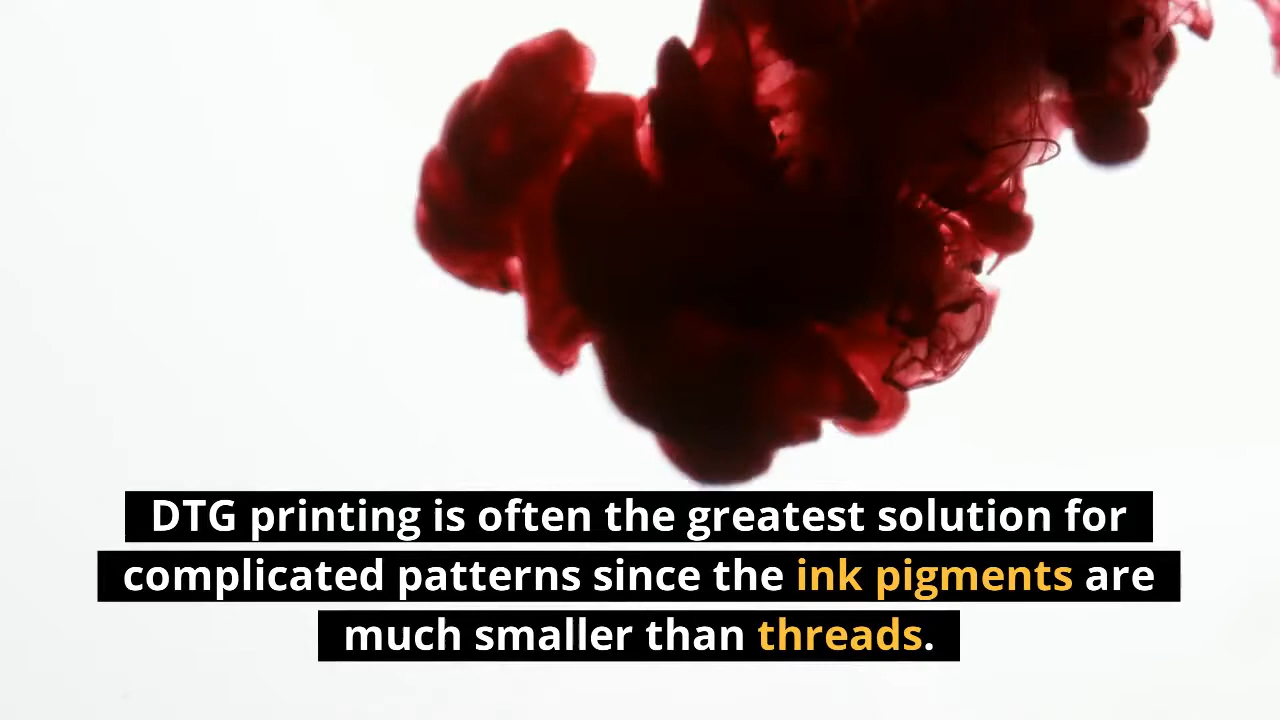 DTG printing is often the greatest solution for
complicated patterns since the ink pigments are
much smaller than threads.